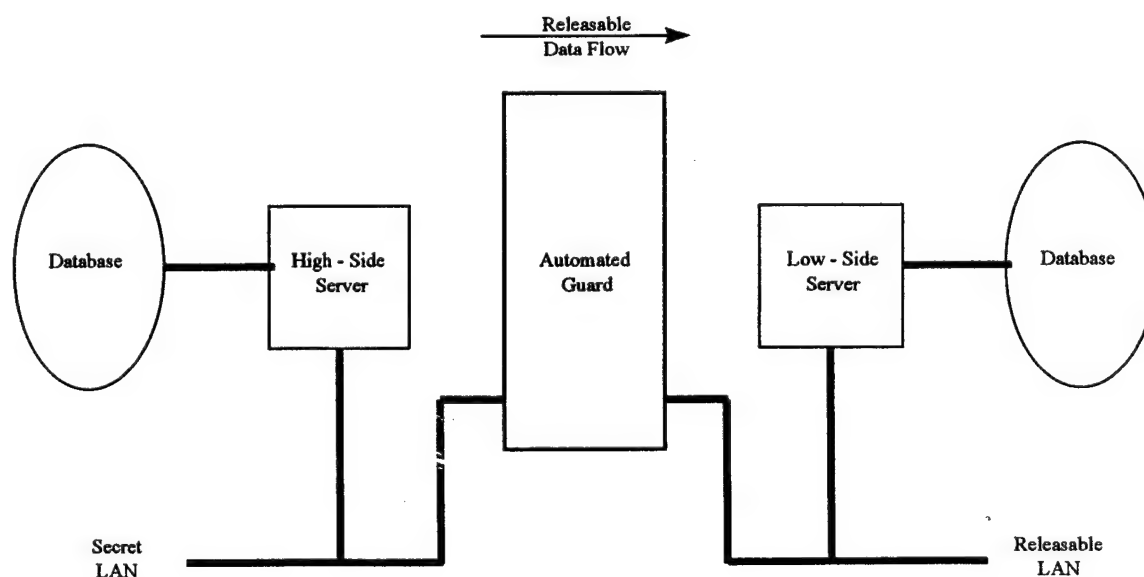 Releasable
Data Flow
Database
High - Side
Server
Automated
Guard
Low - Side
Server
Database
Secret
LAN
Releasable
LAN